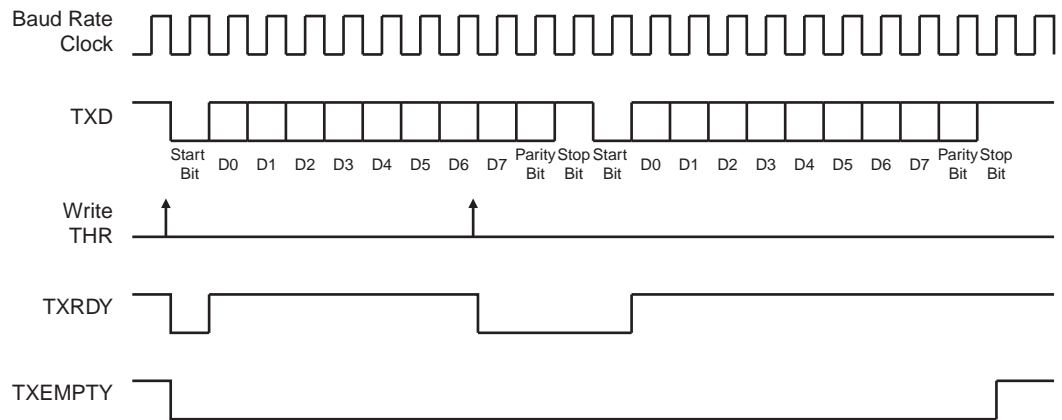 Baud Rate
Clock
TXD
Start
Bit
D0
D1
D2
D3
D4
D5
D6
D7
Parity
Bit
Stop
Bit
Start
Bit
D0
D1
D2
D3
D4
D5
D6
D7
Parity
Bit
Stop
Bit
Write
THR
TXRDY
TXEMPTY